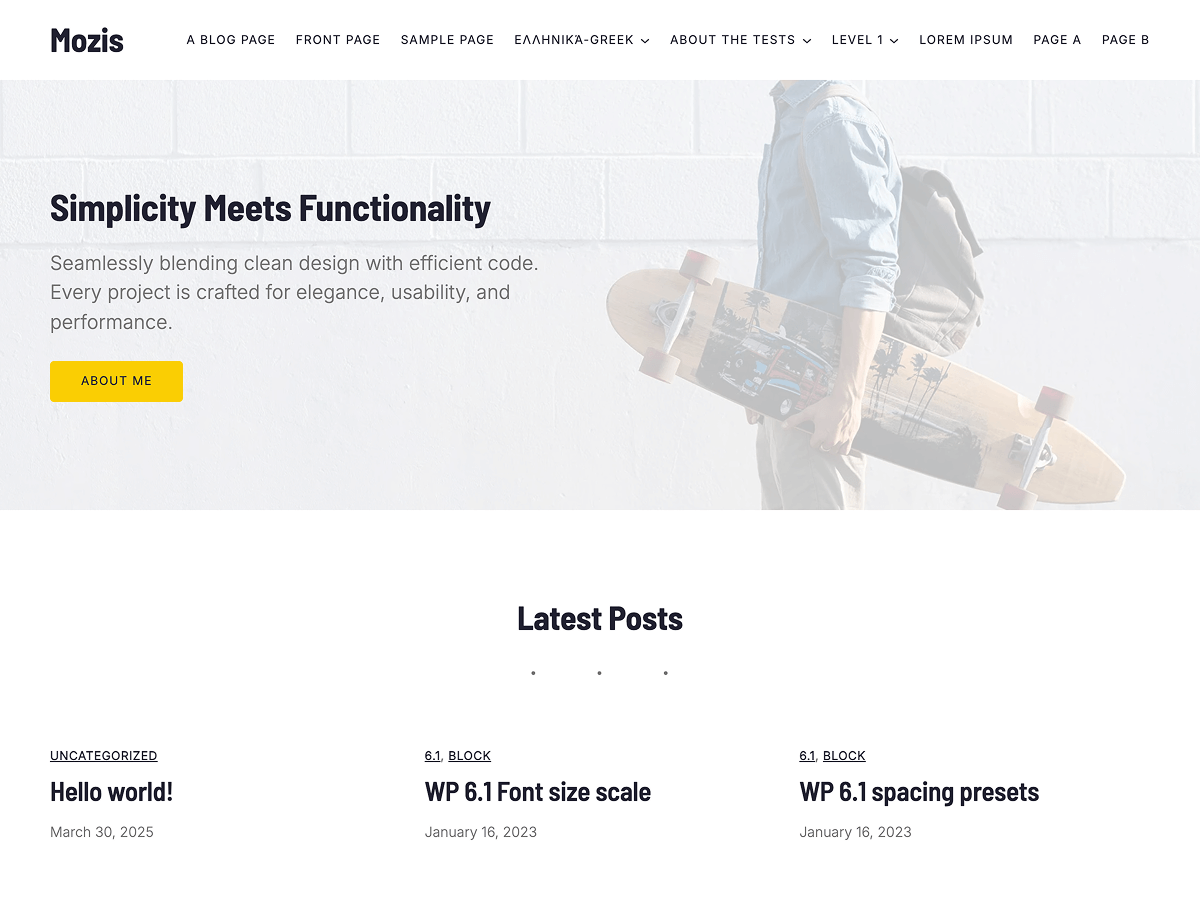 Mozis
A BLOG PAGE FRONT PAGE SAMPLE PAGE ΕΛΛΗΝΙΚΆ-GREEK ABOUT THE TESTS LEVEL 1 LOREM IPSUM PAGE A PAGE B
Simplicity Meets Functionality
Seamlessly blending clean design with efficient code.
Every project is crafted for elegance, usability, and
performance.
ABOUT ME
Latest Posts
UNCATEGORIZED
Hello world!
March 30, 2025
6.1, BLOCK
WP 6.1 Font size scale
January 16, 2023
6.1, BLOCK
WP 6.1 spacing presets
January 16, 2023